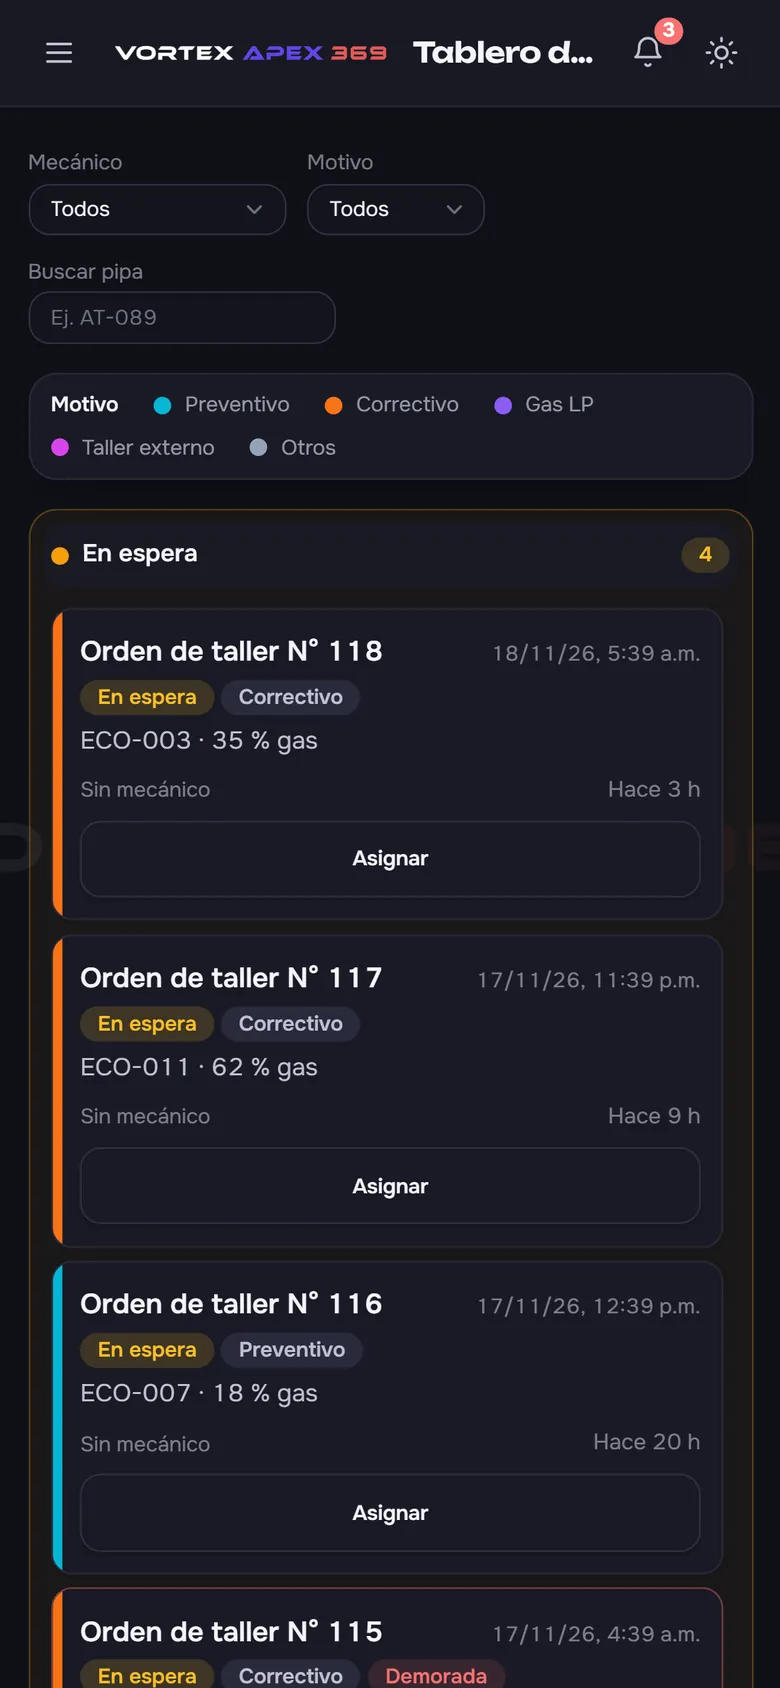 VORTEX APEX 369 Tablero d... 3
Mecánico Motivo
Todos Todos
Buscar pipa
Ej. AT-089
Motivo Preventivo Correctivo Gas LP
Taller externo Otros
En espera 4
Orden de taller N° 118 18/11/26, 5:39 a.m.
En espera Correctivo
ECO-003 · 35 % gas
Sin mecánico Hace 3 h
Asignar
Orden de taller N° 117 17/11/26, 11:39 p.m.
En espera Correctivo
ECO-011 · 62 % gas
Sin mecánico Hace 9 h
Asignar
Orden de taller N° 116 17/11/26, 12:39 p.m.
En espera Preventivo
ECO-007 · 18 % gas
Sin mecánico Hace 20 h
Asignar
Orden de taller N° 115 17/11/26, 4:39 a.m.
En espera Correctivo Demorada